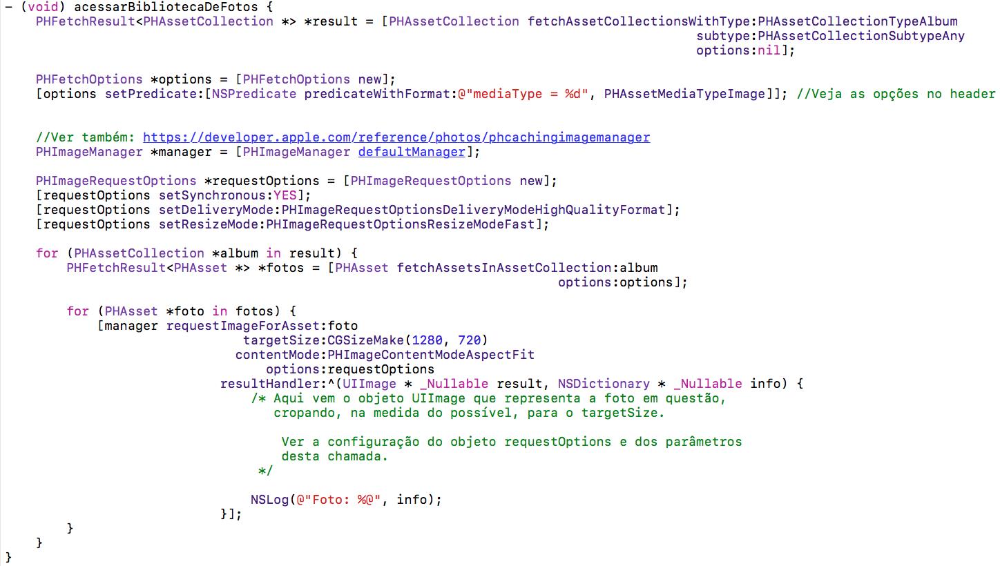 - (void) acessarBibliotecaDeFotos {
    PHFetchResult<PHAssetCollection *> *result = [PHAssetCollection fetchAssetCollectionsWithType:PHAssetCollectionTypeAlbum
                                                                                          subtype:PHAssetCollectionSubtypeAny
                                                                                          options:nil];

    PHFetchOptions *options = [PHFetchOptions new];
    [options setPredicate:[NSPredicate predicateWithFormat:@"mediaType = %d", PHAssetMediaTypeImage]]; //Veja as opções no header


    //Ver também: https://developer.apple.com/reference/photos/phcachingimagemanager
    PHImageManager *manager = [PHImageManager defaultManager];

    PHImageRequestOptions *requestOptions = [PHImageRequestOptions new];
    [requestOptions setSynchronous:YES];
    [requestOptions setDeliveryMode:PHImageRequestOptionsDeliveryModeHighQualityFormat];
    [requestOptions setResizeMode:PHImageRequestOptionsResizeModeFast];

    for (PHAssetCollection *album in result) {
        PHFetchResult<PHAsset *> *fotos = [PHAsset fetchAssetsInAssetCollection:album
                                                                        options:options];

        for (PHAsset *foto in fotos) {
            [manager requestImageForAsset:foto
                               targetSize:CGSizeMake(1280, 720)
                              contentMode:PHImageContentModeAspectFit
                                  options:requestOptions
                            resultHandler:^(UIImage * _Nullable result, NSDictionary * _Nullable info) {
                                /* Aqui vem o objeto UIImage que representa a foto em questão,
                                   cropando, na medida do possível, para o targetSize.

                                    Ver a configuração do objeto requestOptions e dos parâmetros
                                    desta chamada.
                                 */

                                NSLog(@"Foto: %@", info);
                            }];
        }
    }
}